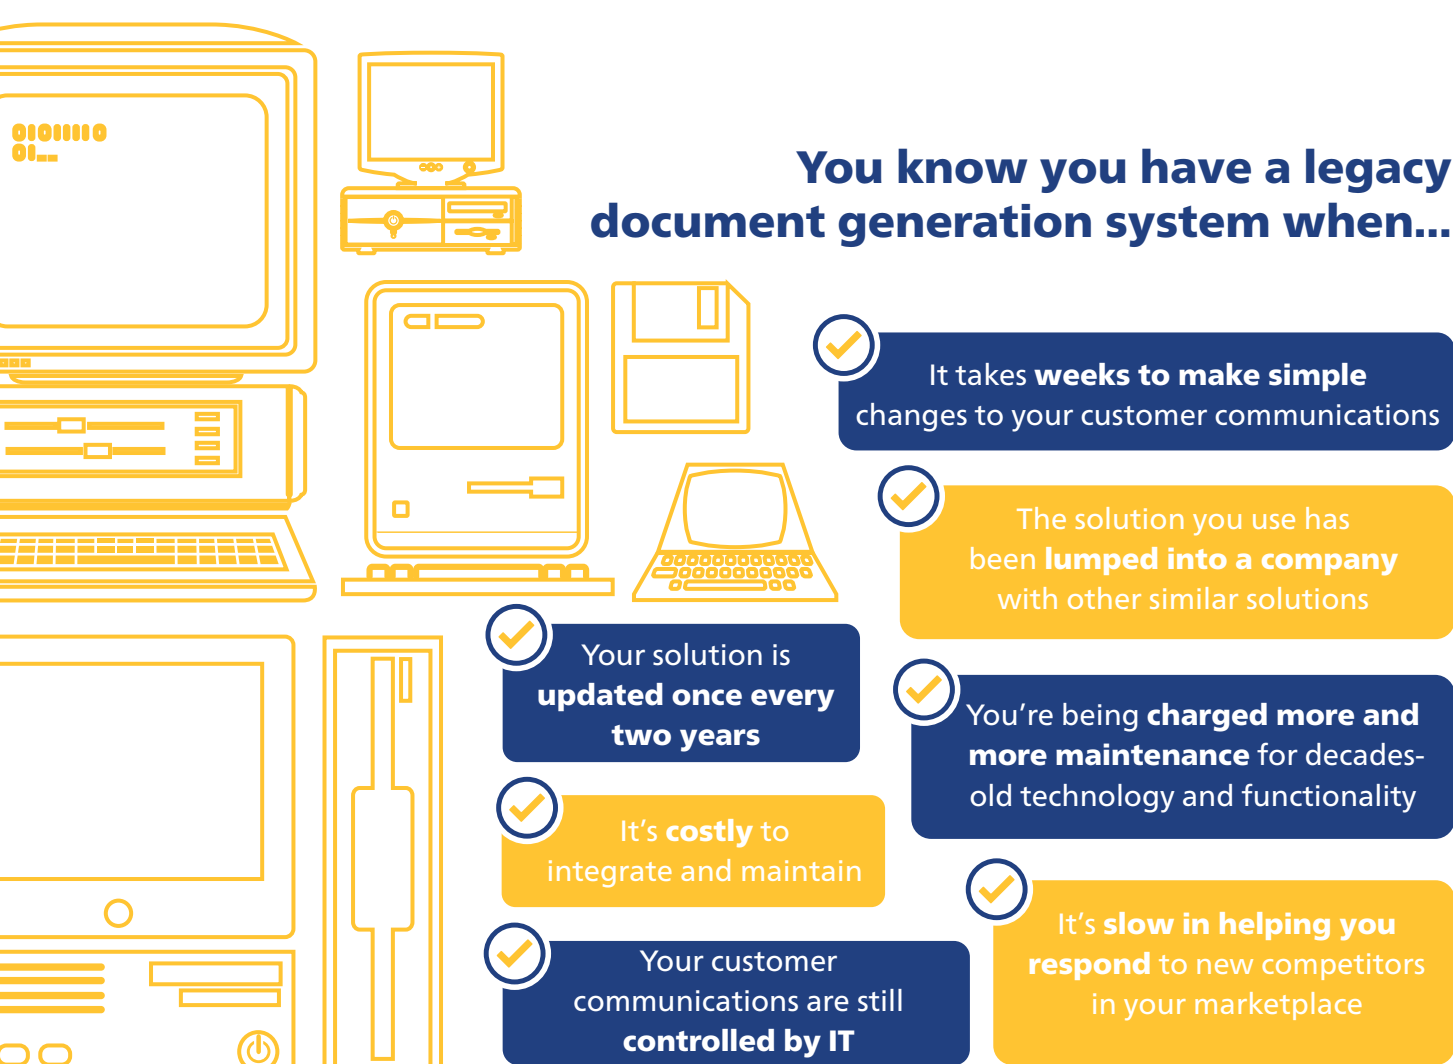 01011110
01__
You know you have a legacy
document generation system when...
It takes weeks to make simple
changes to your customer communications
The solution you use has
been lumped into a company
with other similar solutions
Your solution is
updated once every
two years
You're being charged more and
more maintenance for decades-
old technology and functionality
It's costly to
integrate and maintain
It's slow in helping you
respond to new competitors
in your marketplace
Your customer
communications are still
controlled by IT